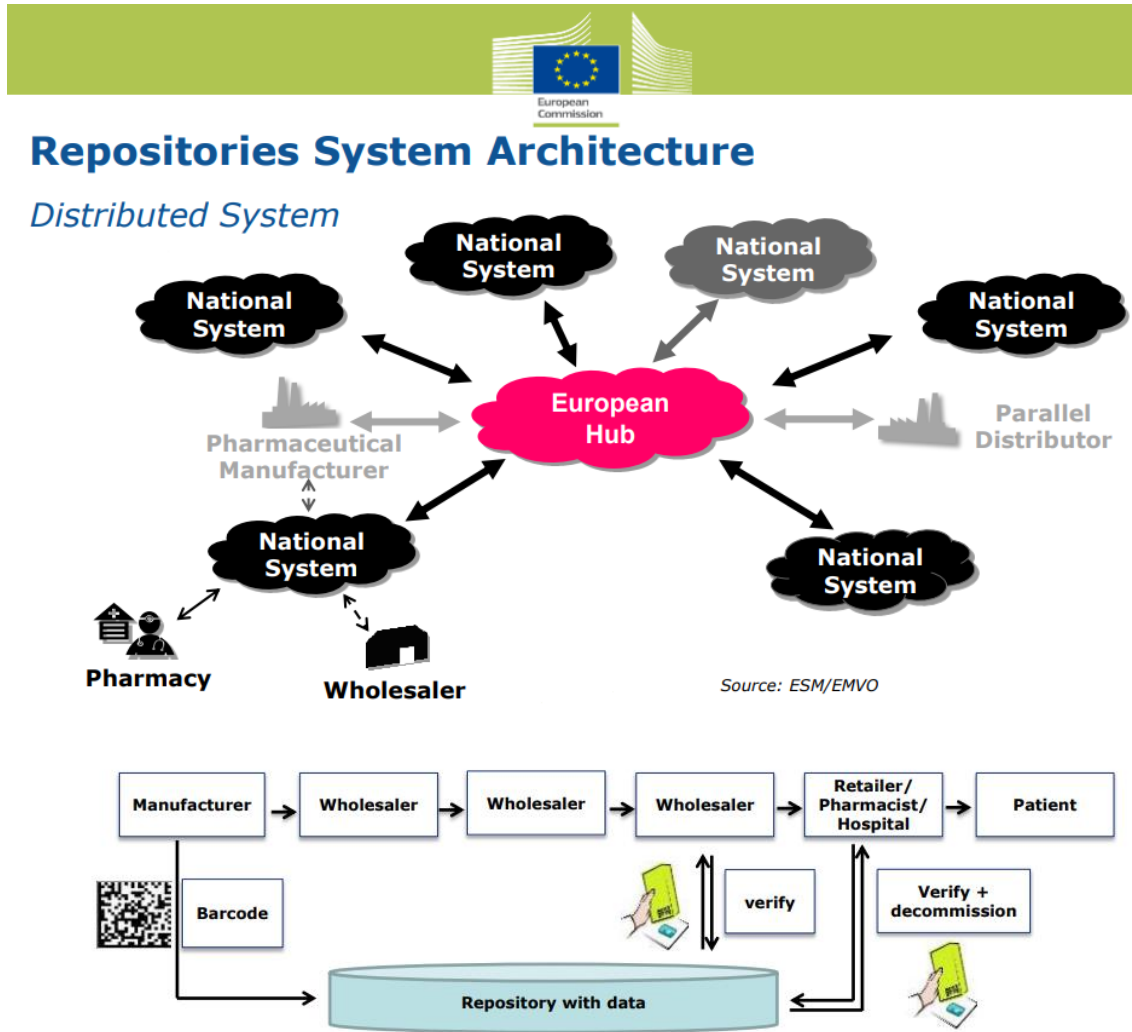 European
Commission
Repositories System Architecture
Distributed System
National
System
National
System
National
System
National
System
European
Hub
Pharmaceutical
Manufacturer
Parallel
Distributor
National
System
National
System
Pharmacy
Wholesaler
Source: ESM/EMVO
Manufacturer
Wholesaler
Wholesaler
Wholesaler
Retailer/
Pharmacist/
Hospital
Patient
Barcode
verify
Verify +
decommission
Repository with data